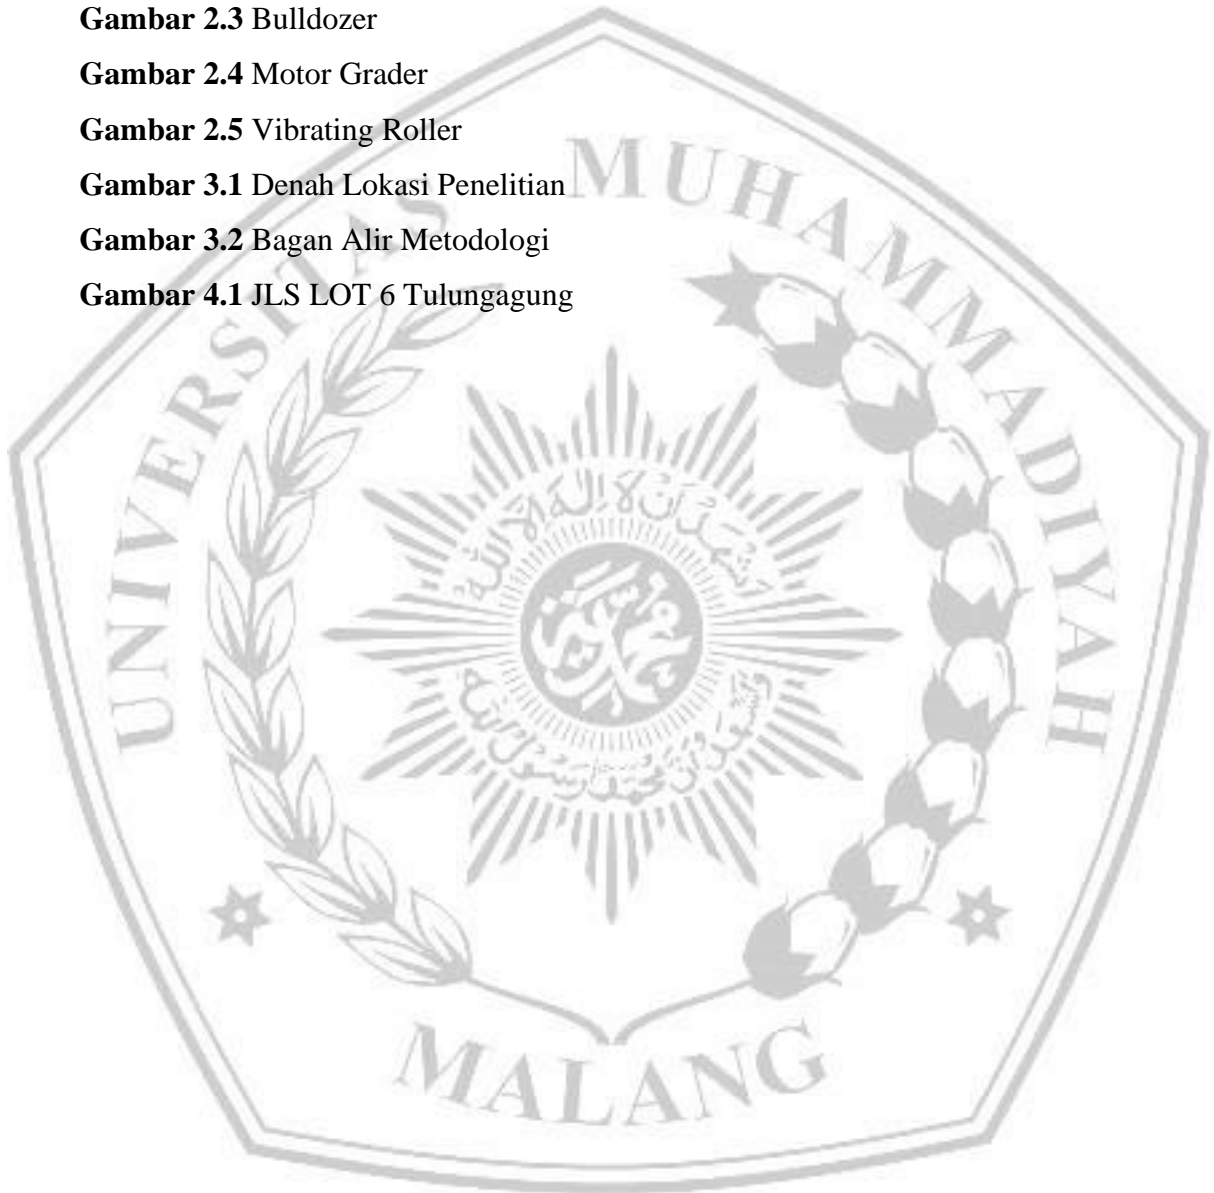 Gambar 2.3 Bulldozer
Gambar 2.4 Motor Grader
Gambar 2.5 Vibrating Roller
Gambar 3.1 Denah Lokasi Penelitian
Gambar 3.2 Bagan Alir Metodologi
Gambar 4.1 JLS LOT 6 Tulungagung
UNIVERSITAS MUHAMMADIYAH
MALANG